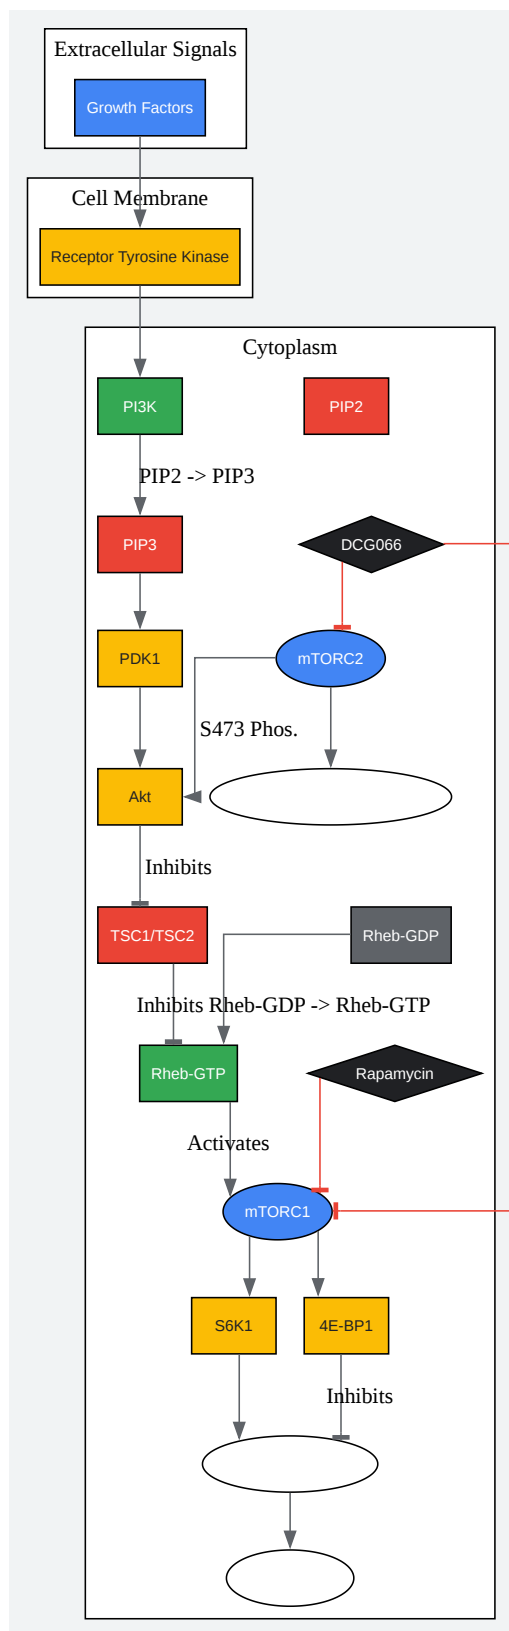 Extracellular Signals
Growth Factors
Cell Membrane
Receptor Tyrosine Kinase
Cytoplasm
PI3K
PIP2
PIP2 -> PIP3
PIP3
DCG066
PDK1
mTORC2
S473 Phos.
Akt
Inhibits
TSC1/TSC2
Rheb-GDP
Inhibits
Rheb-GDP -> Rheb-GTP
Rheb-GTP
Rapamycin
Activates
mTORC1
S6K1
4E-BP1
Inhibits